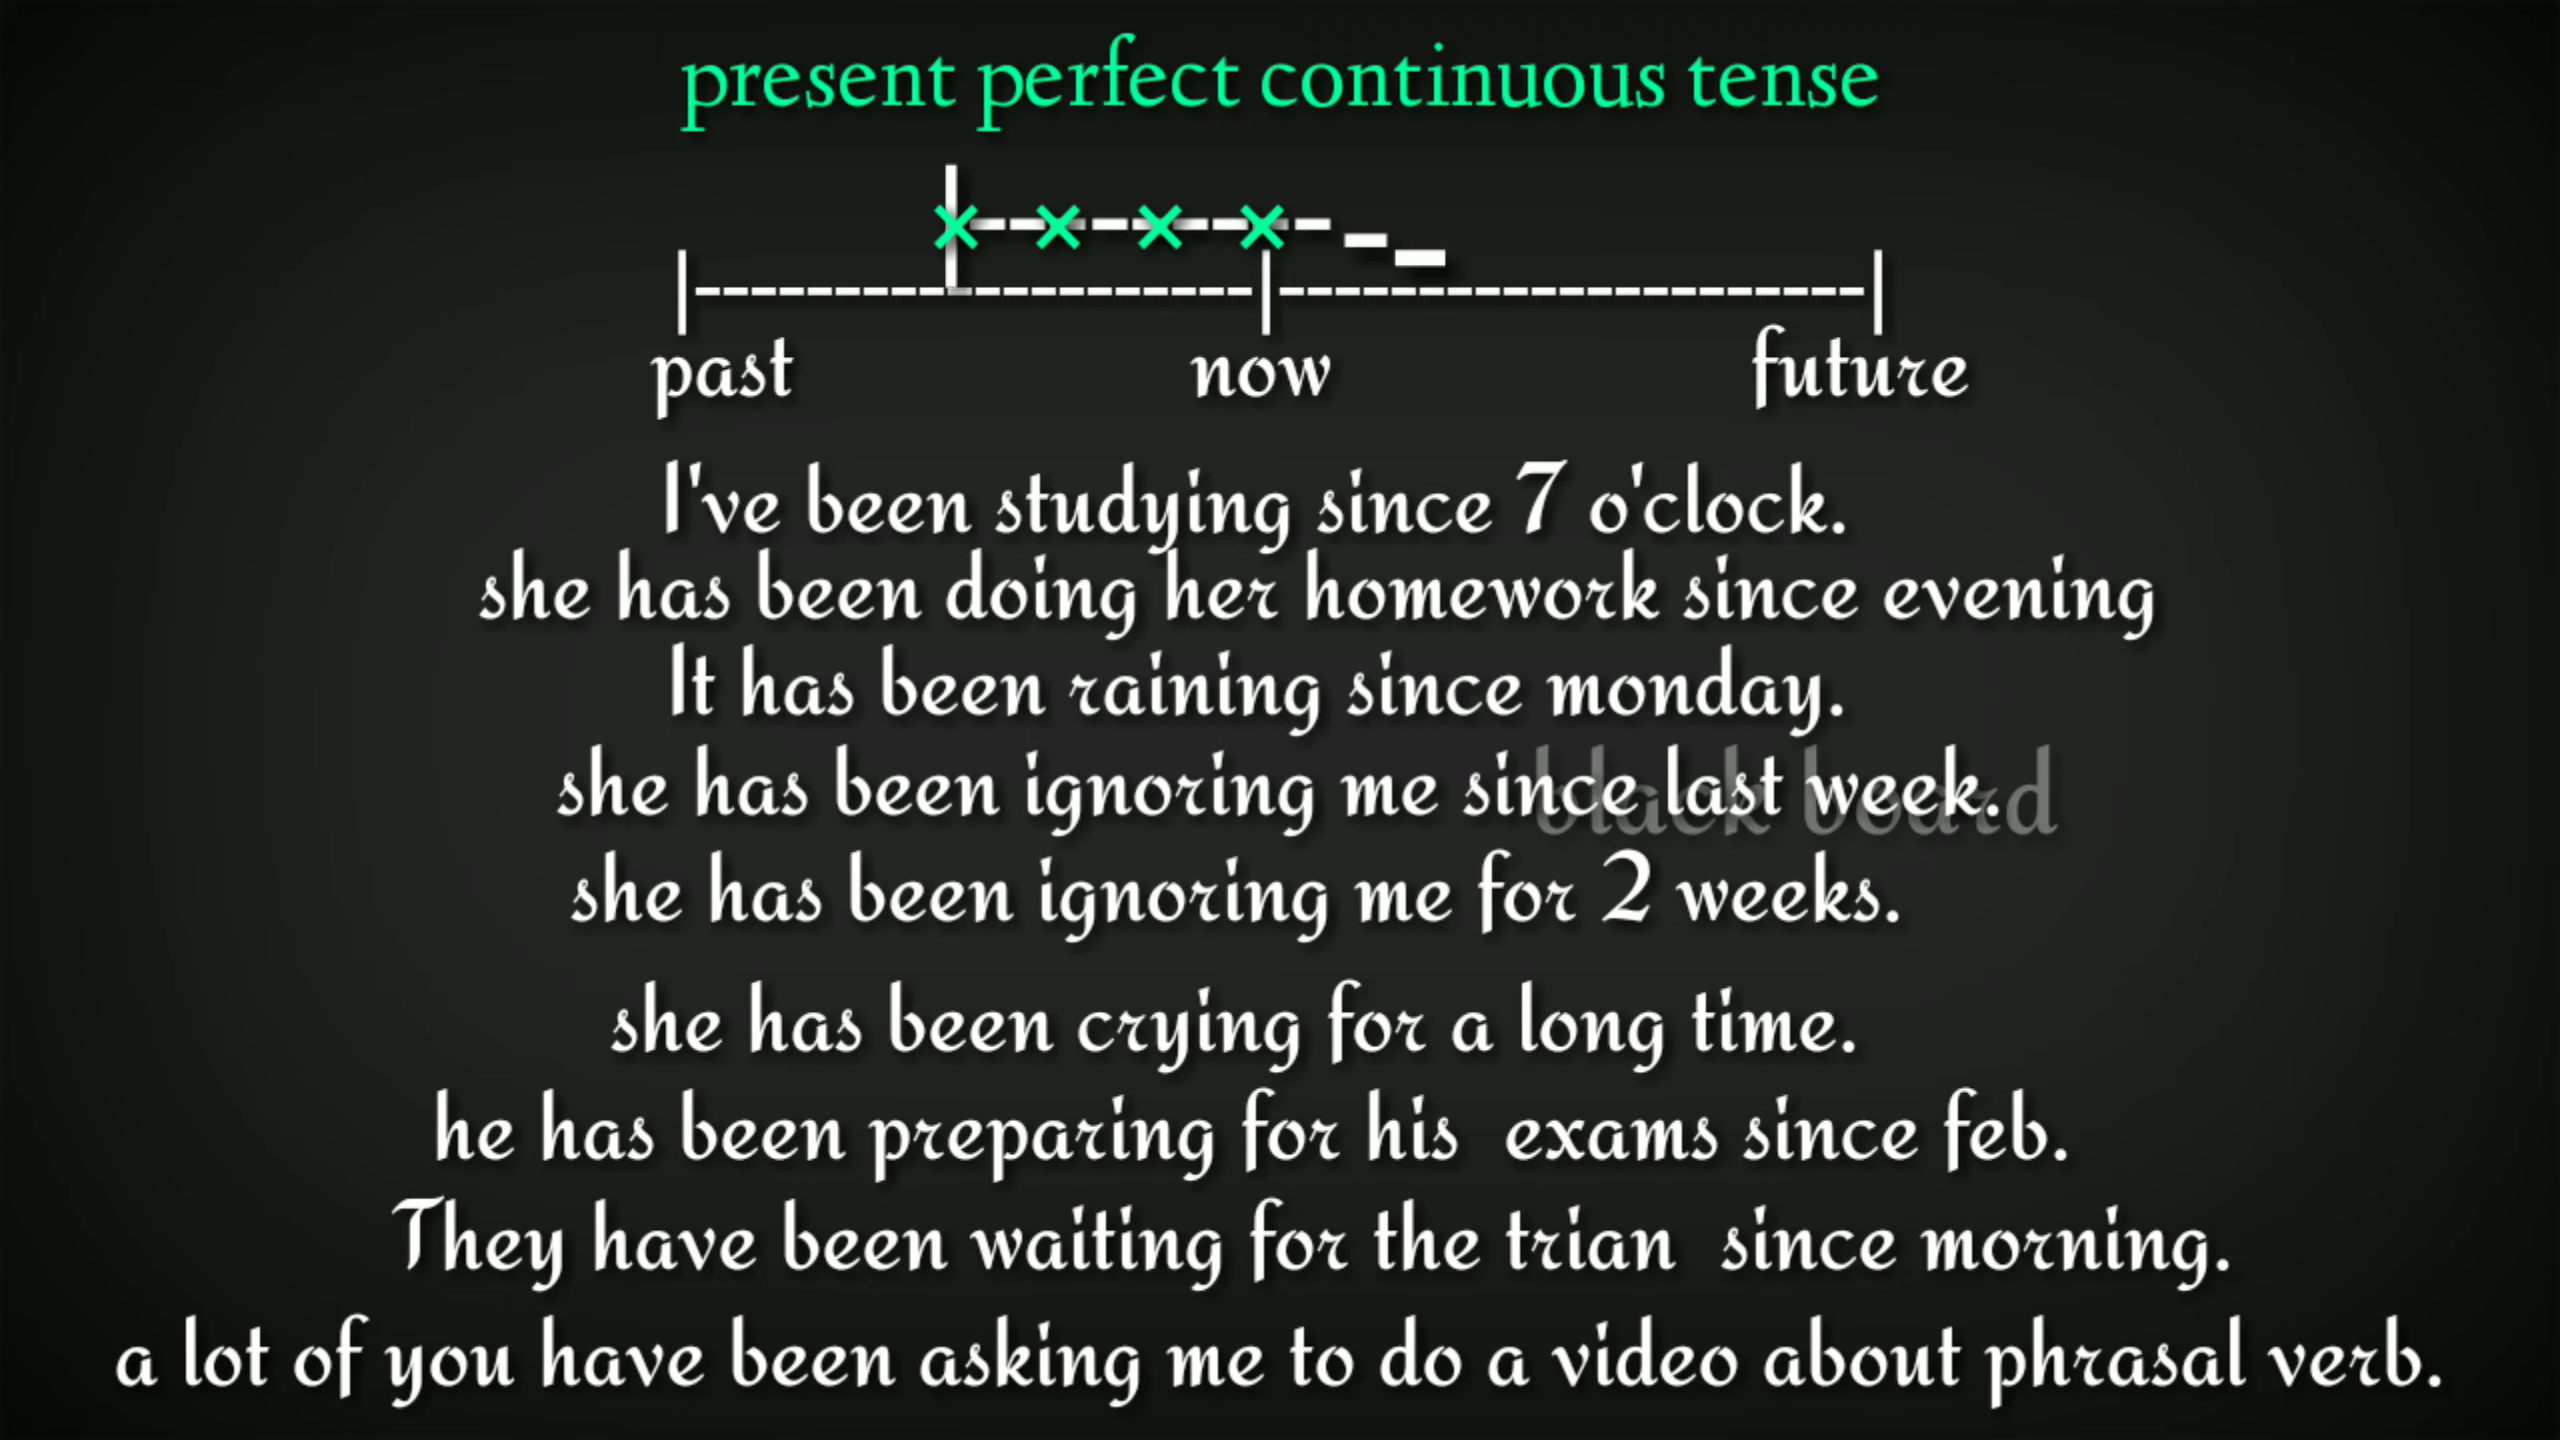 present perfect continuous tense
past now future
I've been studying since 7 o'clock.
she has been doing her homework since evening
It has been raining since monday.
she has been ignoring me since last week.
black board
she has been ignoring me for 2 weeks.
she has been crying for a long time.
he has been preparing for his exams since feb.
They have been waiting for the trian since morning.
a lot of you have been asking me to do a video about phrasal verb.